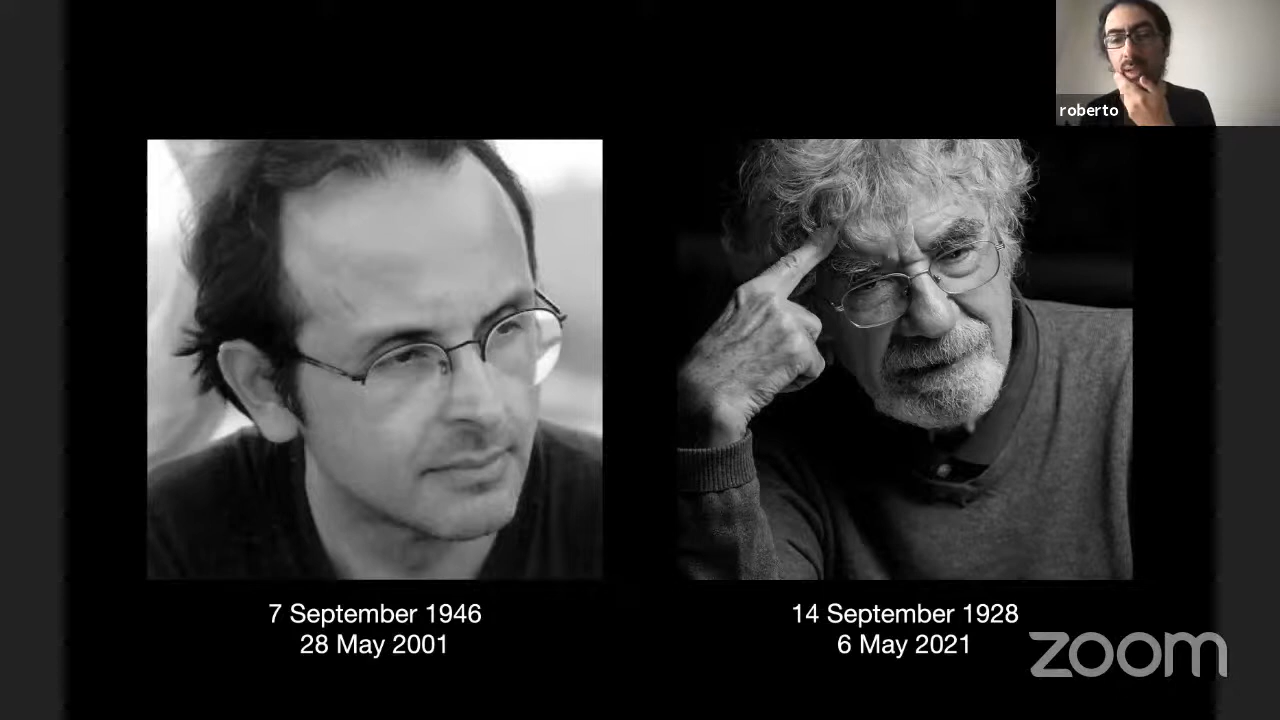 roberto
7 September 1946
28 May 2001
14 September 1928
6 May 2021
zoom